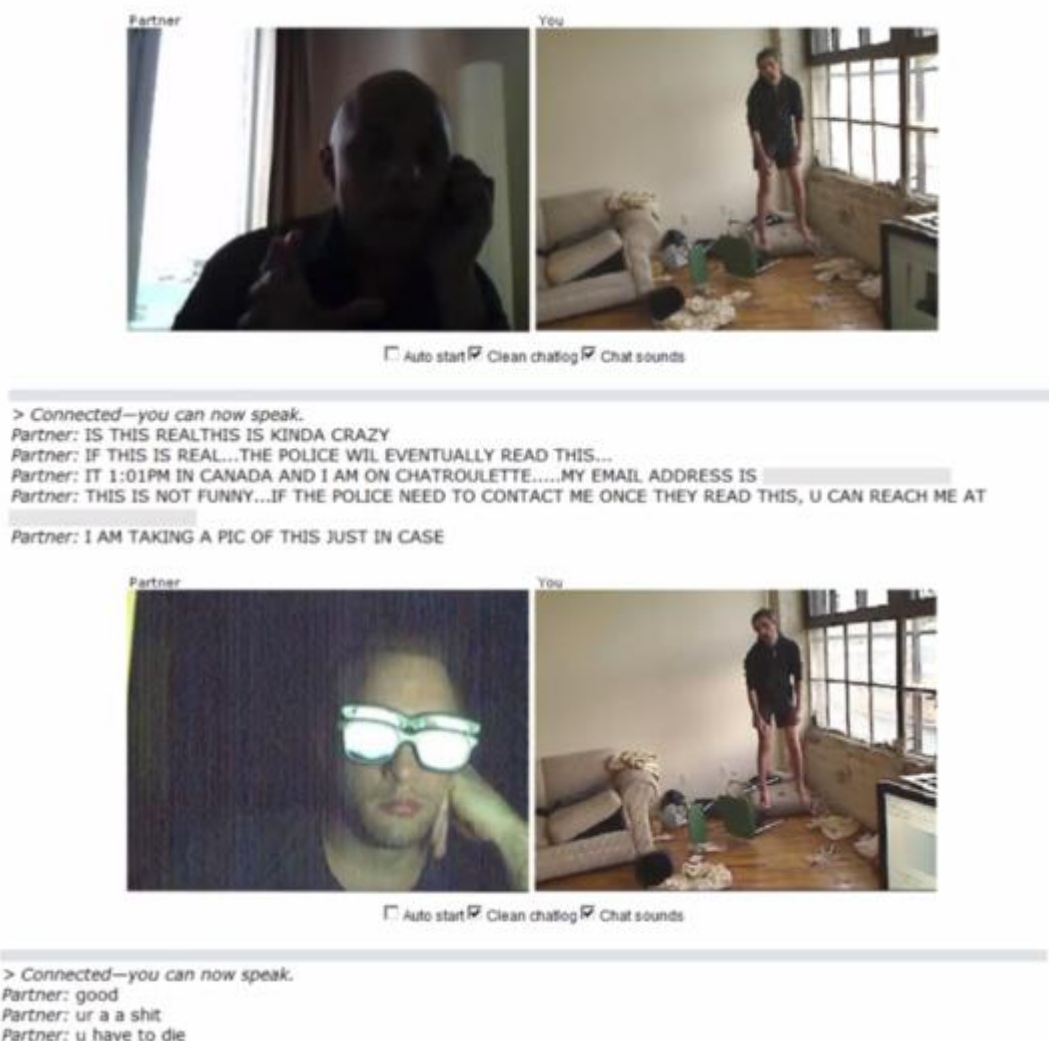 Partner
You
Auto start Clean chatlog Chat sounds
> Connected—you can now speak.
Partner: IS THIS REALTHIS IS KINDA CRAZY
Partner: IF THIS IS REAL...THE POLICE WIL EVENTUALLY READ THIS...
Partner: IT 1:01PM IN CANADA AND I AM ON CHATROULETTE.....MY EMAIL ADDRESS IS
Partner: THIS IS NOT FUNNY...IF THE POLICE NEED TO CONTACT ME ONCE THEY READ THIS, U CAN REACH ME AT
Partner: I AM TAKING A PIC OF THIS JUST IN CASE
Partner
You
Auto start Clean chatlog Chat sounds
> Connected—you can now speak.
Partner: good
Partner: ur a a shit
Partner: u have to die